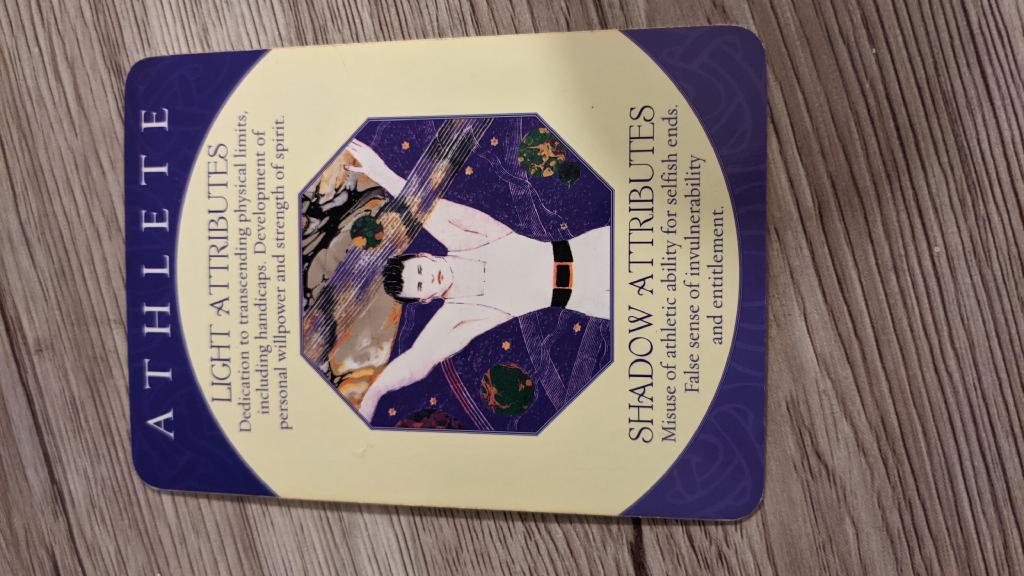 ATHLETE
LIGHT ATTRIBUTES
Dedication to transcending physical limits,
including handicaps. Development of
personal willpower and strength of spirit.
SHADOW ATTRIBUTES
Misuse of athletic ability for selfish ends.
False sense of invulnerability
and entitlement.